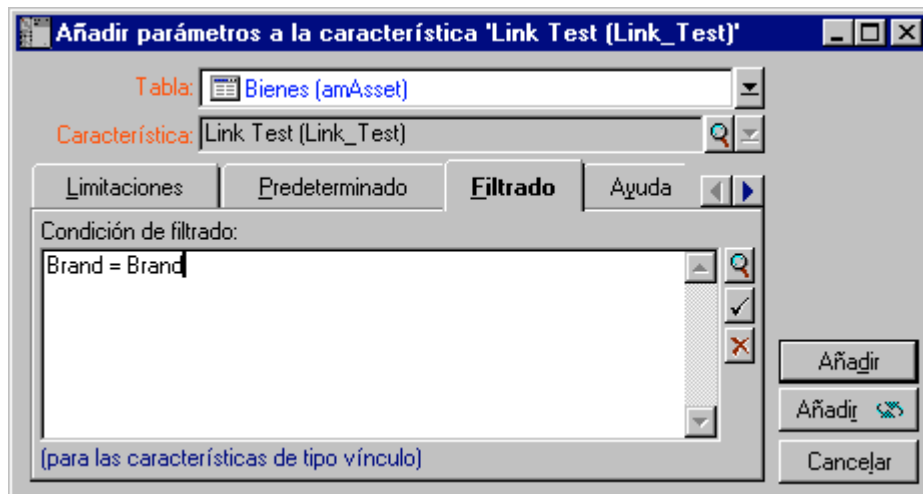 Añadir parámetros a la característica 'Link Test (Link_Test)'
Tabla: Bienes (amAsset)
Característica: Link Test (Link_Test)
Limitaciones Predeterminado Filtrado Ayuda
Condición de filtrado:
Brand = Brand
Añadir
Añadir
(para las características de tipo vínculo)
Cancelar